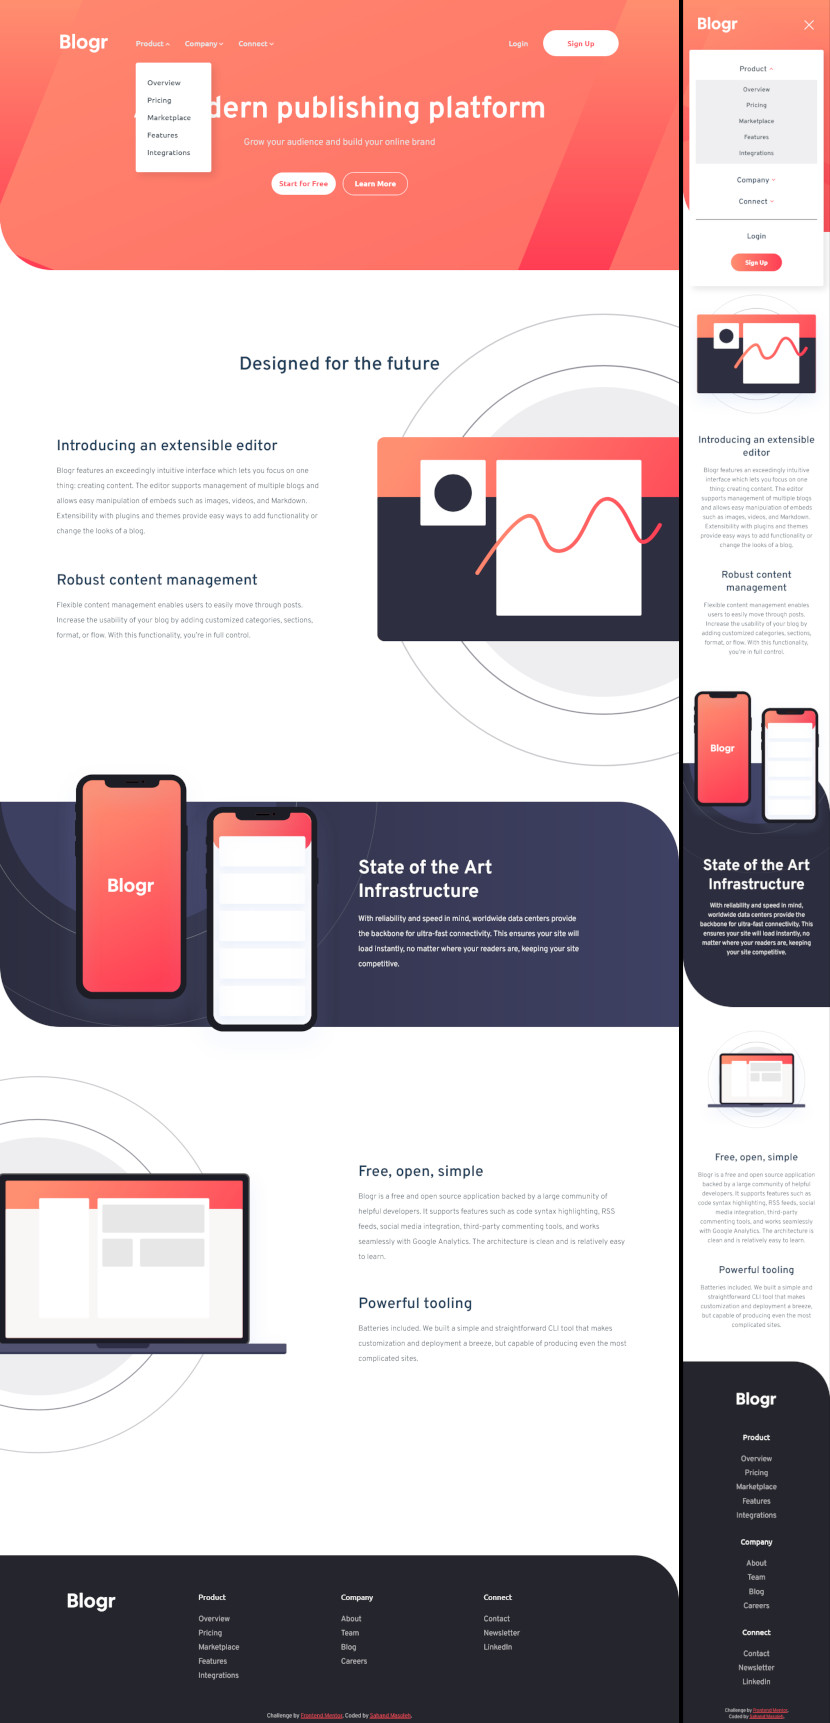 Blogr
Product
Company
Connect
Login
Sign Up
Overview
Pricing
Marketplace
Features
Integrations
dern publishing platform
Grow your audience and build your online brand
Start for Free
Learn More
Designed for the future
Introducing an extensible editor
Blogr features an exceedingly intuitive interface which lets you focus on one
thing: creating content. The editor supports management of multiple blogs and
allows easy manipulation of embeds such as images, videos, and Markdown.
Extensibility with plugins and themes provide easy ways to add functionality or
change the looks of a blog.
Robust content management
Flexible content management enables users to easily move through posts.
Increase the usability of your blog by adding customized categories, sections,
format, or flow. With this functionality, you're in full control.
Blogr
State of the Art
Infrastructure
With reliability and speed in mind, worldwide data centers provide
the backbone for ultra-fast connectivity. This ensures your site will
load instantly, no matter where your readers are, keeping your site
competitive.
Free, open, simple
Blogr is a free and open source application backed by a large community of
helpful developers. It supports features such as code syntax highlighting, RSS
feeds, social media integration, third-party commenting tools, and works
seamlessly with Google Analytics. The architecture is clean and is relatively easy
to learn.
Powerful tooling
Batteries included. We built a simple and straightforward CLI tool that makes
customization and deployment a breeze, but capable of producing even the most
complicated sites.
Blogr
Product
Overview
Pricing
Marketplace
Features
Integrations
Company
About
Team
Blog
Careers
Connect
Contact
Newsletter
LinkedIn
Challenge by Frontend Mentor. Coded by
Blogr
Product
Overview
Pricing
Marketplace
Features
Integrations
Company
Connect
Login
Sign Up
Introducing an extensible
editor
Blogr features an exceedingly intuitive
interface which lets you focus on one
thing: creating content. The editor
supports management of multiple blogs
and allows easy manipulation of embeds
such as images, videos, and Markdown.
Extensibility with plugins and themes
provide easy ways to add functionality or
change the looks of a blog.
Robust content
management
Flexible content management enables
users to easily move through posts.
Increase the usability of your blog by
adding customized categories, sections,
format, or flow. With this functionality,
you're in full control.
Blogr
State of the Art
Infrastructure
With reliability and speed in mind,
worldwide data centers provide the
backbone for ultra-fast connectivity. This
ensures your site will load instantly, no
matter where your readers are, keeping
your site competitive.
Free, open, simple
Blogr is a free and open source application
backed by a large community of helpful
developers. It supports features such as
code syntax highlighting, RSS feeds, social
media integration, third-party
commenting tools, and works seamlessly
with Google Analytics. The architecture is
clean and is relatively easy to learn.
Powerful tooling
Batteries included. We built a simple and
straightforward CLI tool that makes
customization and deployment a breeze,
but capable of producing even the most
complicated sites.
Blogr
Product
Overview
Pricing
Marketplace
Features
Integrations
Company
About
Team
Blog
Careers
Connect
Contact
Newsletter
LinkedIn
Challenge by Frontend Mentor.
Coded by